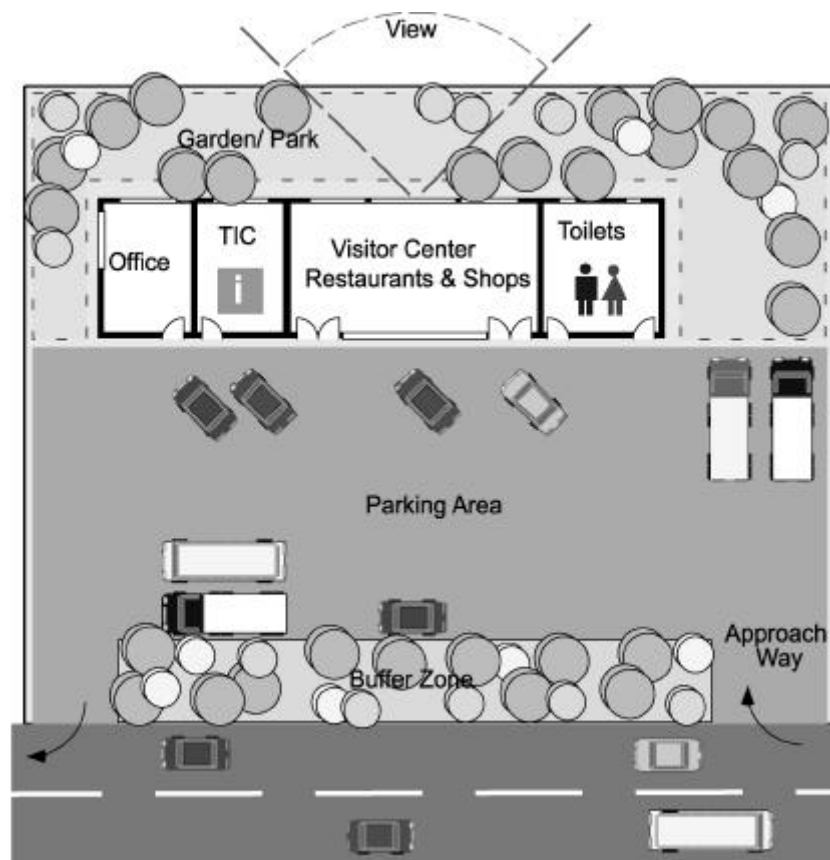 View
Garden/ Park
Office
TIC
i
Visitor Center
Restaurants & Shops
Toilets
Parking Area
Approach
Way
Buffer Zone